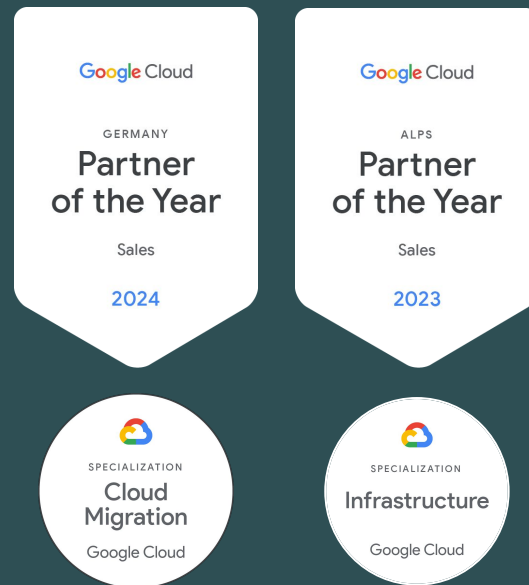 Google Cloud
GERMANY
Partner
of the Year
Sales
2024
Google Cloud
ALPS
Partner
of the Year
Sales
2023
SPECIALIZATION
Cloud
Migration
Google Cloud
SPECIALIZATION
Infrastructure
Google Cloud